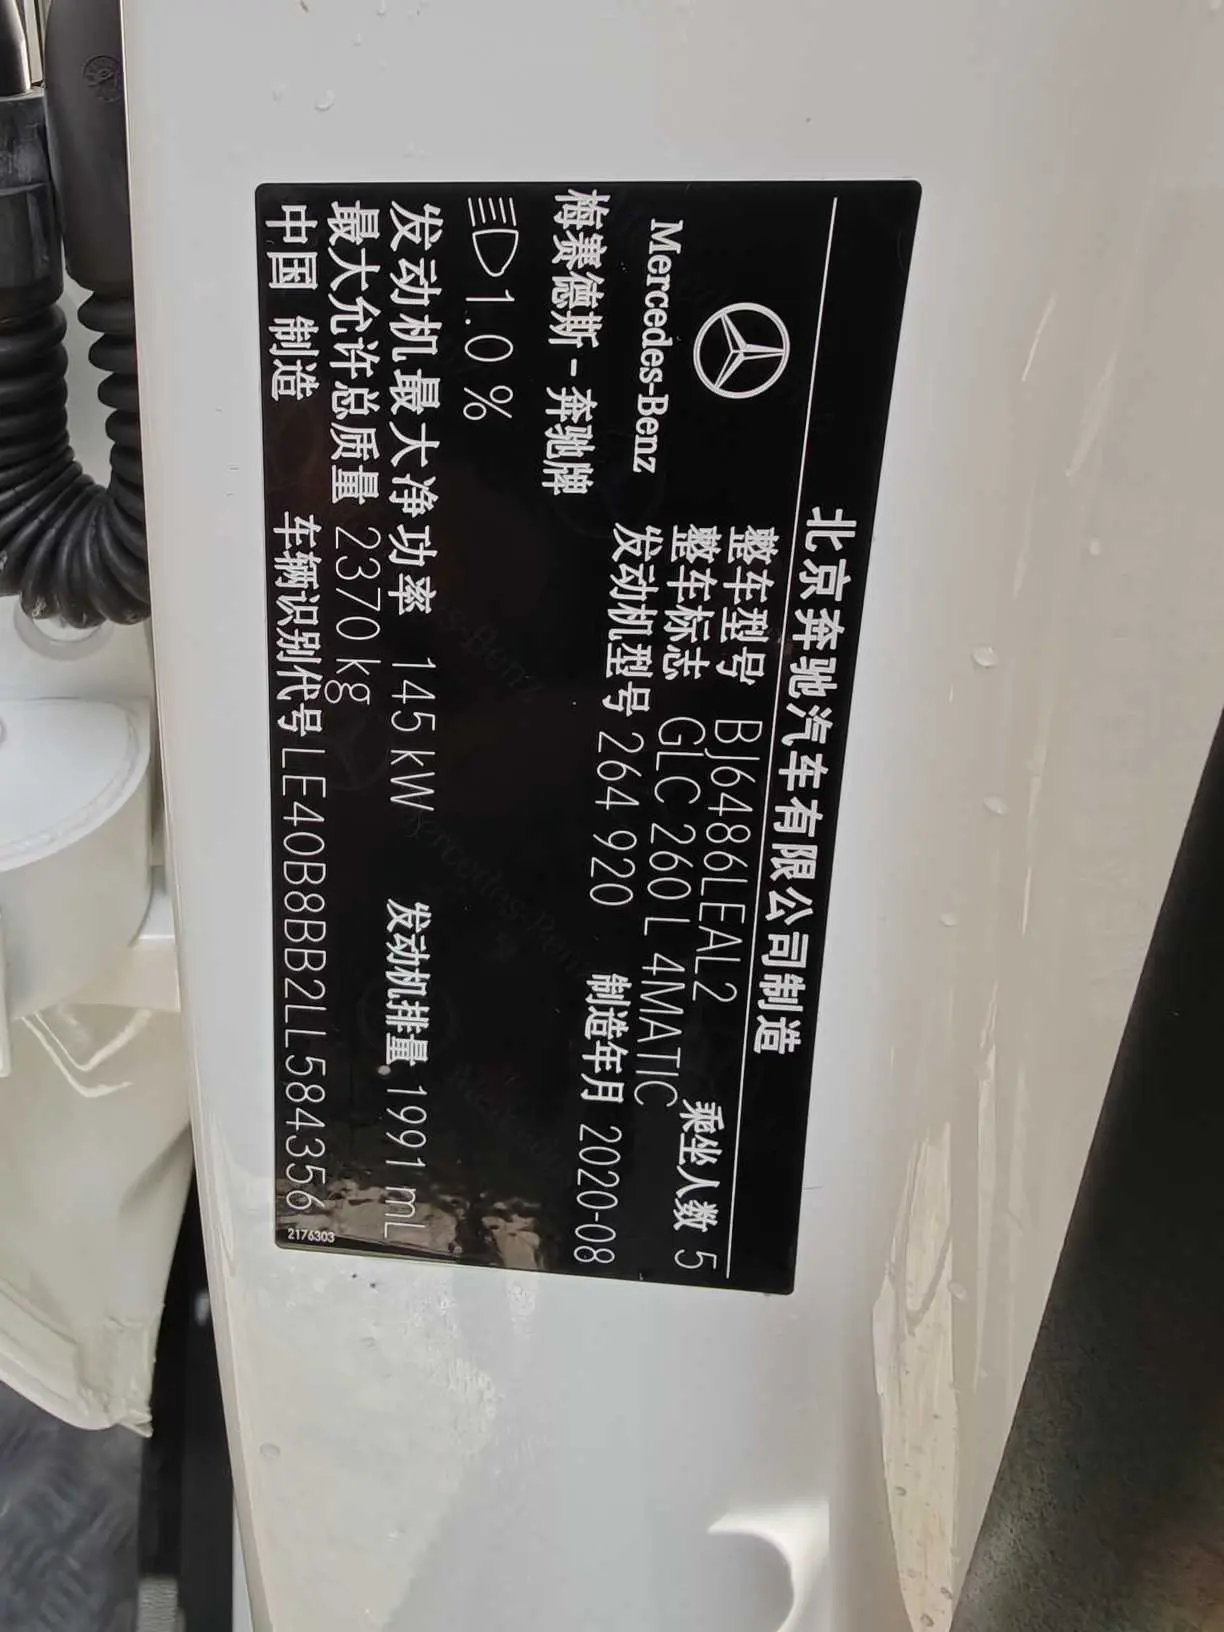 北京奔驰汽车有限公司制造
Mercedes-Benz
梅赛德斯-奔驰牌
整车型号 BJ6486LEAL2 乘坐人数 5
整车标志 GLC 260 L 4MATIC
发动机型号 264 920 制造年月 2020-08
1.0 %
发动机最大净功率 145 kW 发动机排量 1991 mL
最大允许总质量 2370 kg
中国 制造 车辆识别代号 LE40B8BB2LL584356
2176303